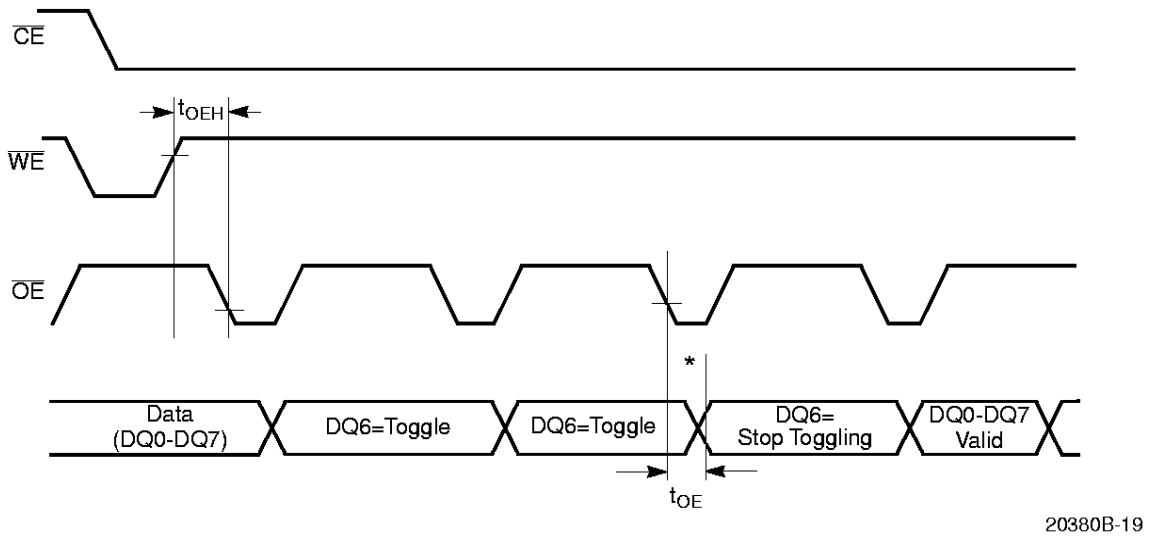 CE
tOEH
WE
OE
*
Data
(DQ0-DQ7)
DQ6=Toggle
DQ6=Toggle
DQ6=
Stop Toggling
DQ0-DQ7
Valid
tOE
20380B-19